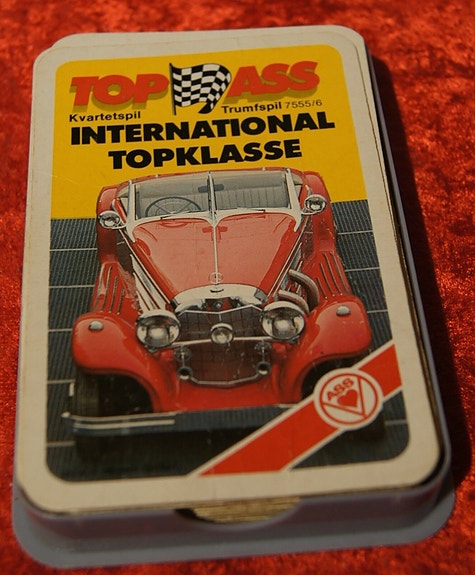 TOP ASS
Kvartetspil
Trumfspil 7555/6
INTERNATIONAL
TOPKLASSE
ASS